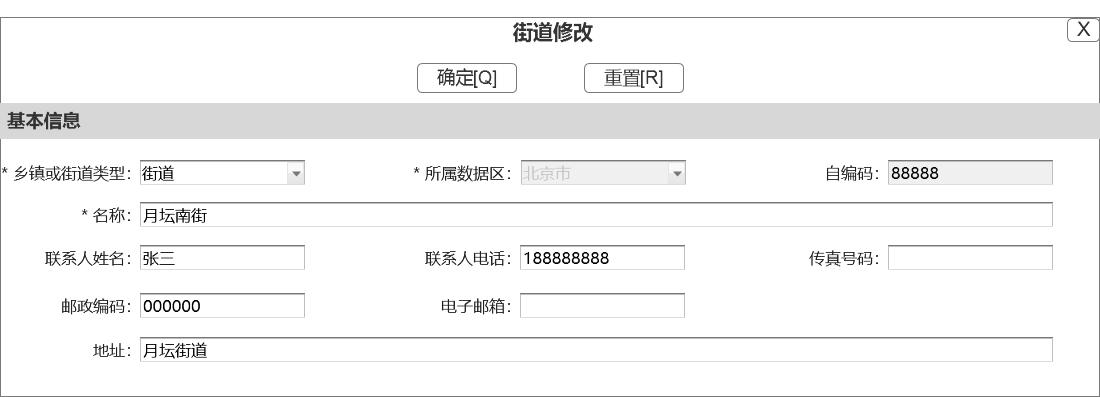 街道修改
X
确定[Q] 重置[R]
基本信息
* 乡镇或街道类型: 街道 * 所属数据区: 北京市 自编码: 88888
* 名称: 月坛南街
联系人姓名: 张三 联系人电话: 188888888 传真号码:
邮政编码: 000000 电子邮箱:
地址: 月坛街道